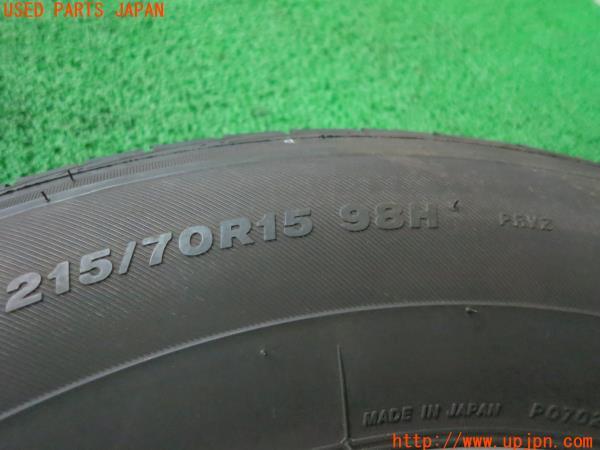 USED PARTS JAPAN
215/70R15 98H
MADE IN JAPAN
http://www.upjpn.com/